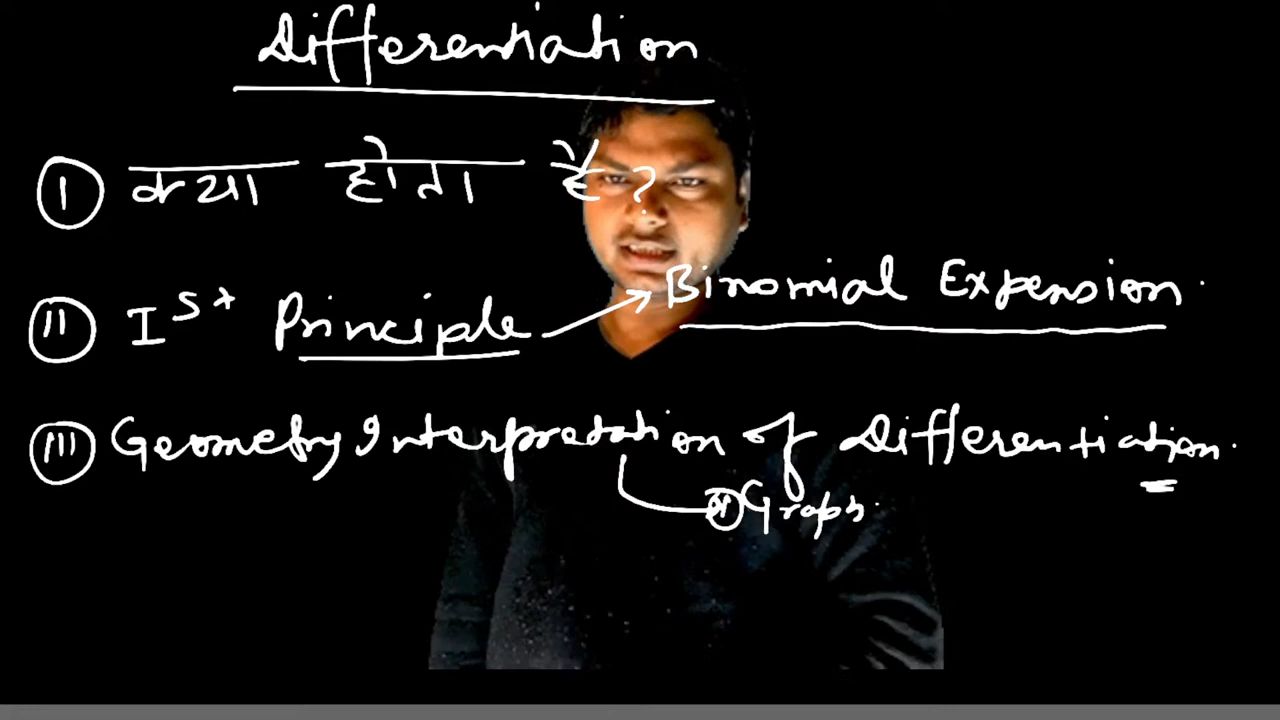 Differentiation
① क्या होता है?
② Ist Principle → Binomial Expension
③ Geometry Interpretation of Differentiation.
Graph.